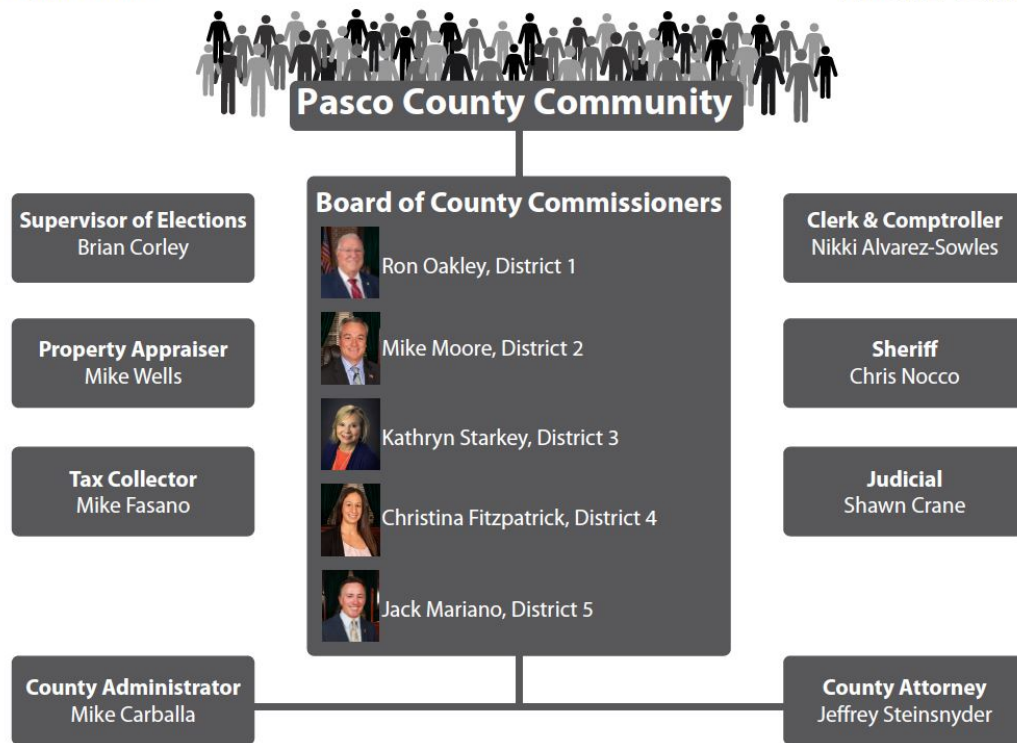 Pasco County Community
Board of County Commissioners
Ron Oakley, District 1
Mike Moore, District 2
Kathryn Starkey, District 3
Christina Fitzpatrick, District 4
Jack Mariano, District 5
Supervisor of Elections
Brian Corley
Property Appraiser
Mike Wells
Tax Collector
Mike Fasano
Clerk & Comptroller
Nikki Alvarez-Sowles
Sheriff
Chris Nocco
Judicial
Shawn Crane
County Administrator
Mike Carballa
County Attorney
Jeffrey Steinsnyder